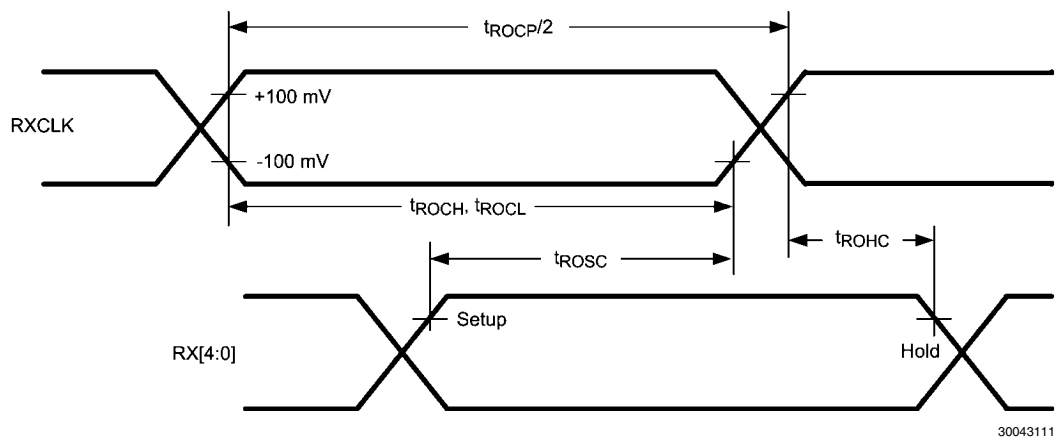 tROCP/2
+100 mV
RXCLK
-100 mV
tROCH, tROCL
tROHC
tROSC
Setup
RX[4:0]
Hold
30043111